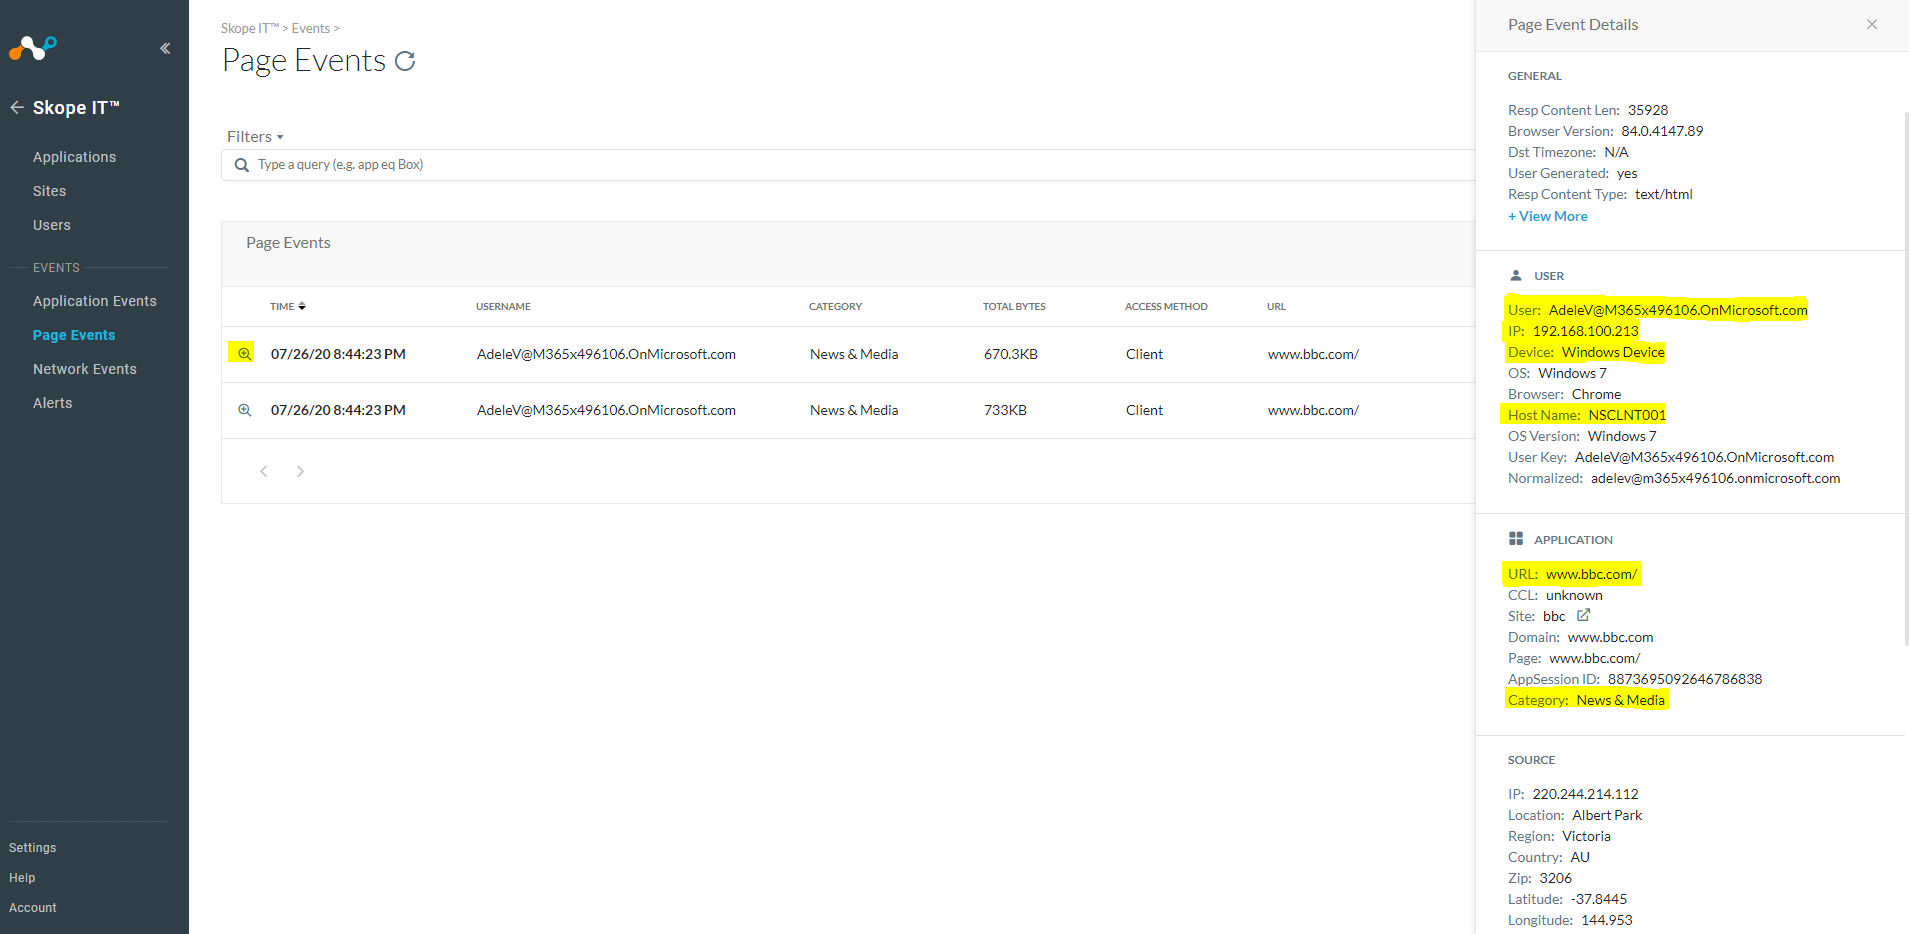 Skope IT™
Applications
Sites
Users
EVENTS
Application Events
Page Events
Network Events
Alerts
Settings
Help
Account
Skope IT™ > Events >
Page Events
Filters
Type a query (e.g. app eq Box)
Page Events
TIME USERNAME CATEGORY TOTAL BYTES ACCESS METHOD URL
07/26/20 8:44:23 PM AdeleV@M365x496106.OnMicrosoft.com News & Media 670.3KB Client www.bbc.com/
07/26/20 8:44:23 PM AdeleV@M365x496106.OnMicrosoft.com News & Media 733KB Client www.bbc.com/
Page Event Details
GENERAL
Resp Content Len: 35928
Browser Version: 84.0.4147.89
Dst Timezone: N/A
User Generated: yes
Resp Content Type: text/html
+ View More
USER
User: AdeleV@M365x496106.OnMicrosoft.com
IP: 192.168.100.213
Device: Windows Device
OS: Windows 7
Browser: Chrome
Host Name: NSCLNT001
OS Version: Windows 7
User Key: AdeleV@M365x496106.OnMicrosoft.com
Normalized: adelev@m365x496106.onmicrosoft.com
APPLICATION
URL: www.bbc.com/
CCL: unknown
Site: bbc
Domain: www.bbc.com
Page: www.bbc.com/
AppSession ID: 8873695092646786838
Category: News & Media
SOURCE
IP: 220.244.214.112
Location: Albert Park
Region: Victoria
Country: AU
Zip: 3206
Latitude: -37.8445
Longitude: 144.953